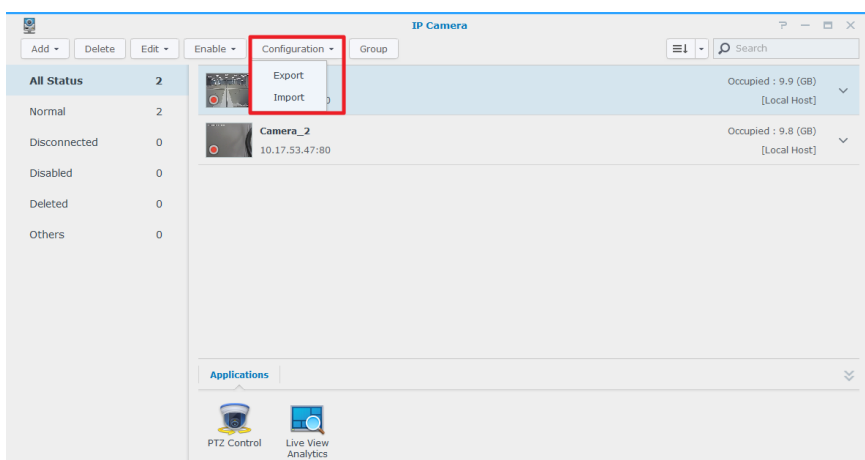 IP Camera
Add Delete Edit Enable Configuration Group Search
Export
Import
All Status 2
Normal 2
Disconnected 0
Disabled 0
Deleted 0
Others 0
Occupied : 9.9 (GB)
[Local Host]
Camera_2
10.17.53.47:80
Occupied : 9.8 (GB)
[Local Host]
Applications
PTZ Control
Live View
Analytics